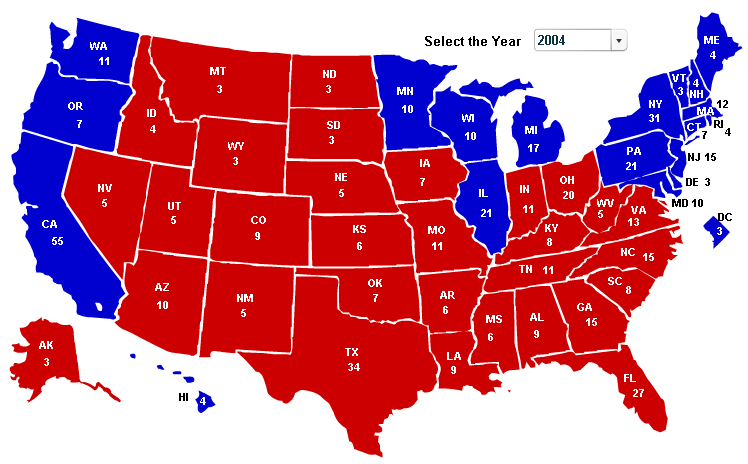 Select the Year 2004
WA
11
OR
7
CA
55
NV
5
ID
4
MT
3
WY
3
UT
5
CO
9
AZ
10
NM
5
ND
3
SD
3
NE
5
KS
6
OK
7
TX
34
MN
10
IA
7
MO
11
AR
6
LA
9
WI
10
IL
21
MI
17
IN
11
OH
20
KY
8
TN 11
MS
6
AL
9
GA
15
FL
27
SC
8
NC 15
VA
13
WV
5
PA
21
NY
31
VT
3
4
NH
ME
4
MA
12
RI
4
CT
7
NJ 15
DE 3
MD 10
DC
3
AK
3
HI
4